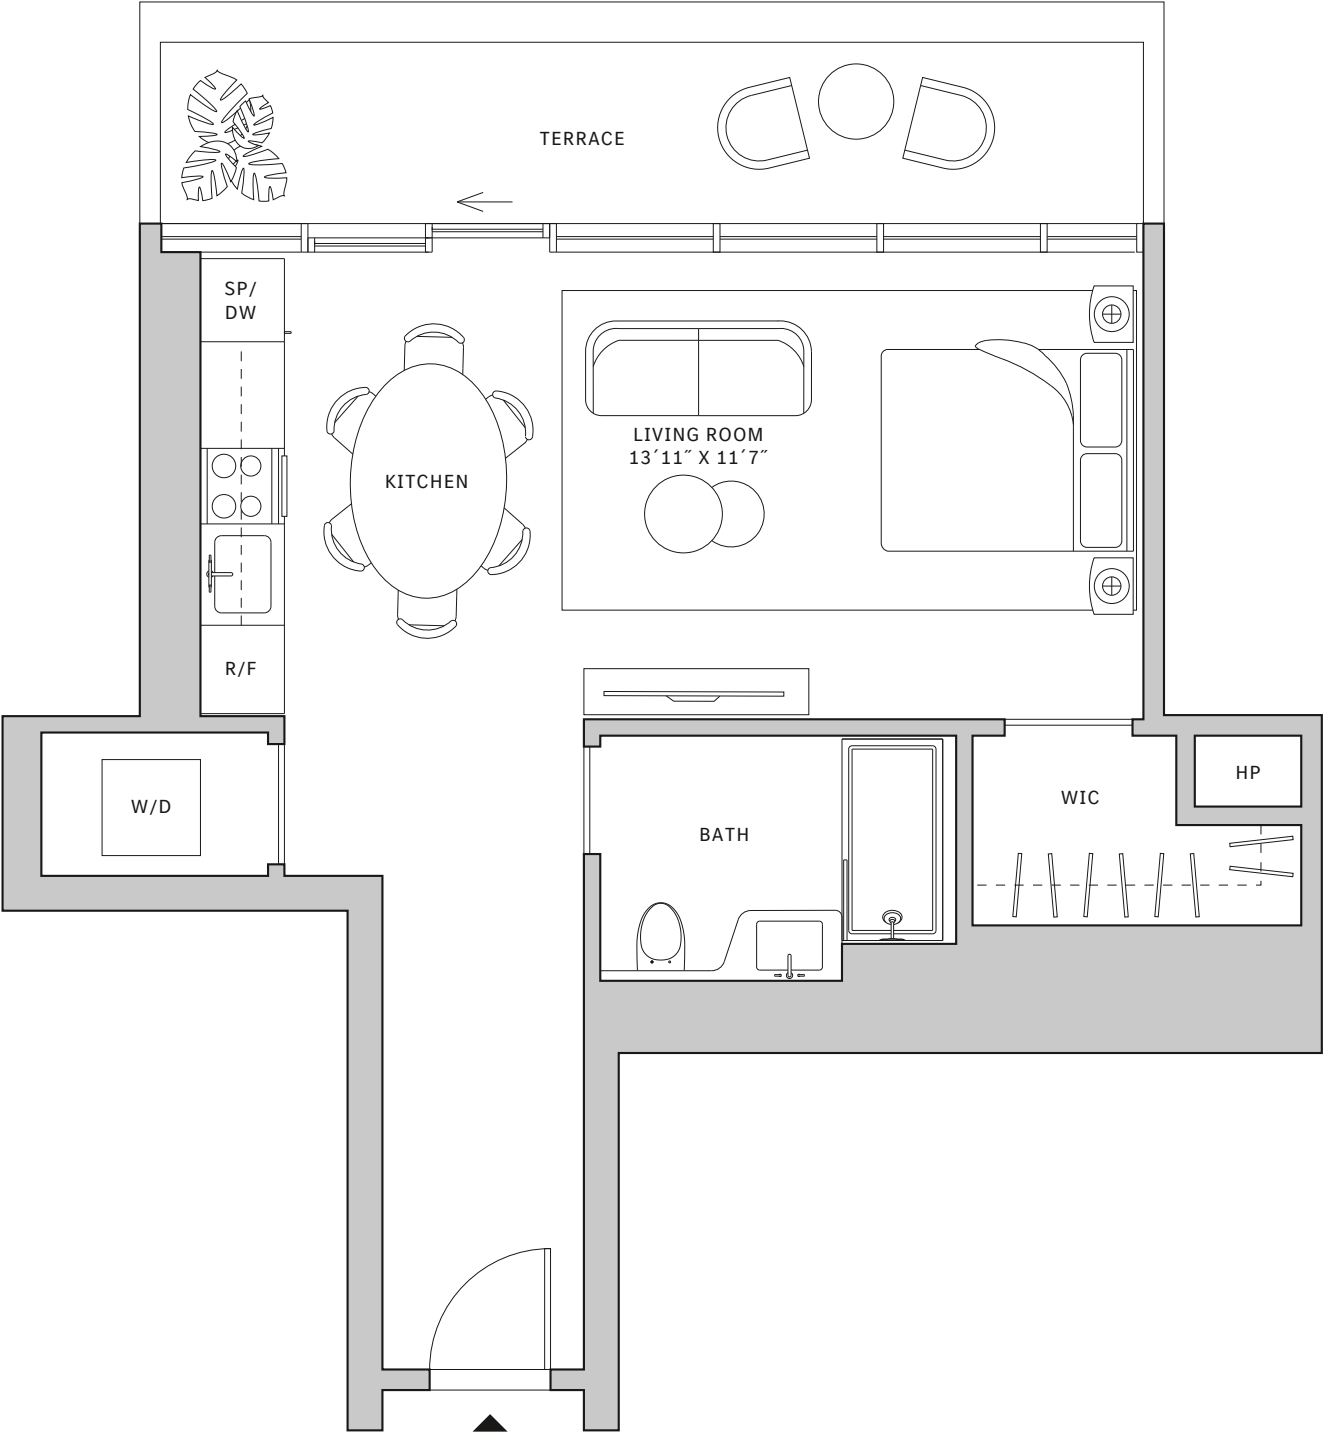 TERRACE
SP/
DW
LIVING ROOM
13´11˝ X 11´7˝
KITCHEN
R/F
W/D
BATH
WIC
HP